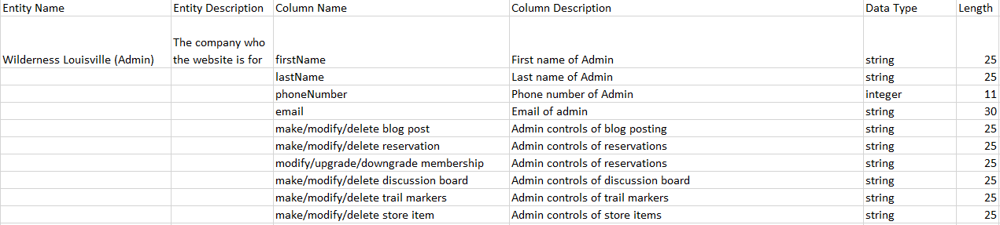 Entity Name Entity Description Column Name Column Description Data Type Length
The company who
Wilderness Louisville (Admin) the website is for firstName First name of Admin string 25
lastName Last name of Admin string 25
phoneNumber Phone number of Admin integer 11
email Email of admin string 30
make/modify/delete blog post Admin controls of blog posting string 25
make/modify/delete reservation Admin controls of reservations string 25
modify/upgrade/downgrade membership Admin controls of reservations string 25
make/modify/delete discussion board Admin controls of discussion board string 25
make/modify/delete trail markers Admin controls of trail markers string 25
make/modify/delete store item Admin controls of store items string 25